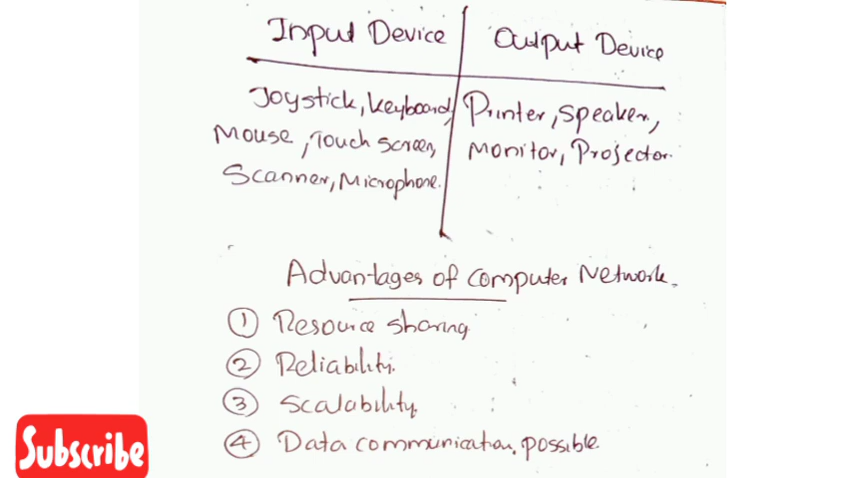 Input Device
Output Device
Joystick, Keyboard,
Mouse, Touch screen,
Scanner, Microphone.
Printer, Speaker,
Monitor, Projector.
Advantages of Computer Network.
① Resource sharing
② Reliability.
③ Scalability.
④ Data communication possible
Subscribe